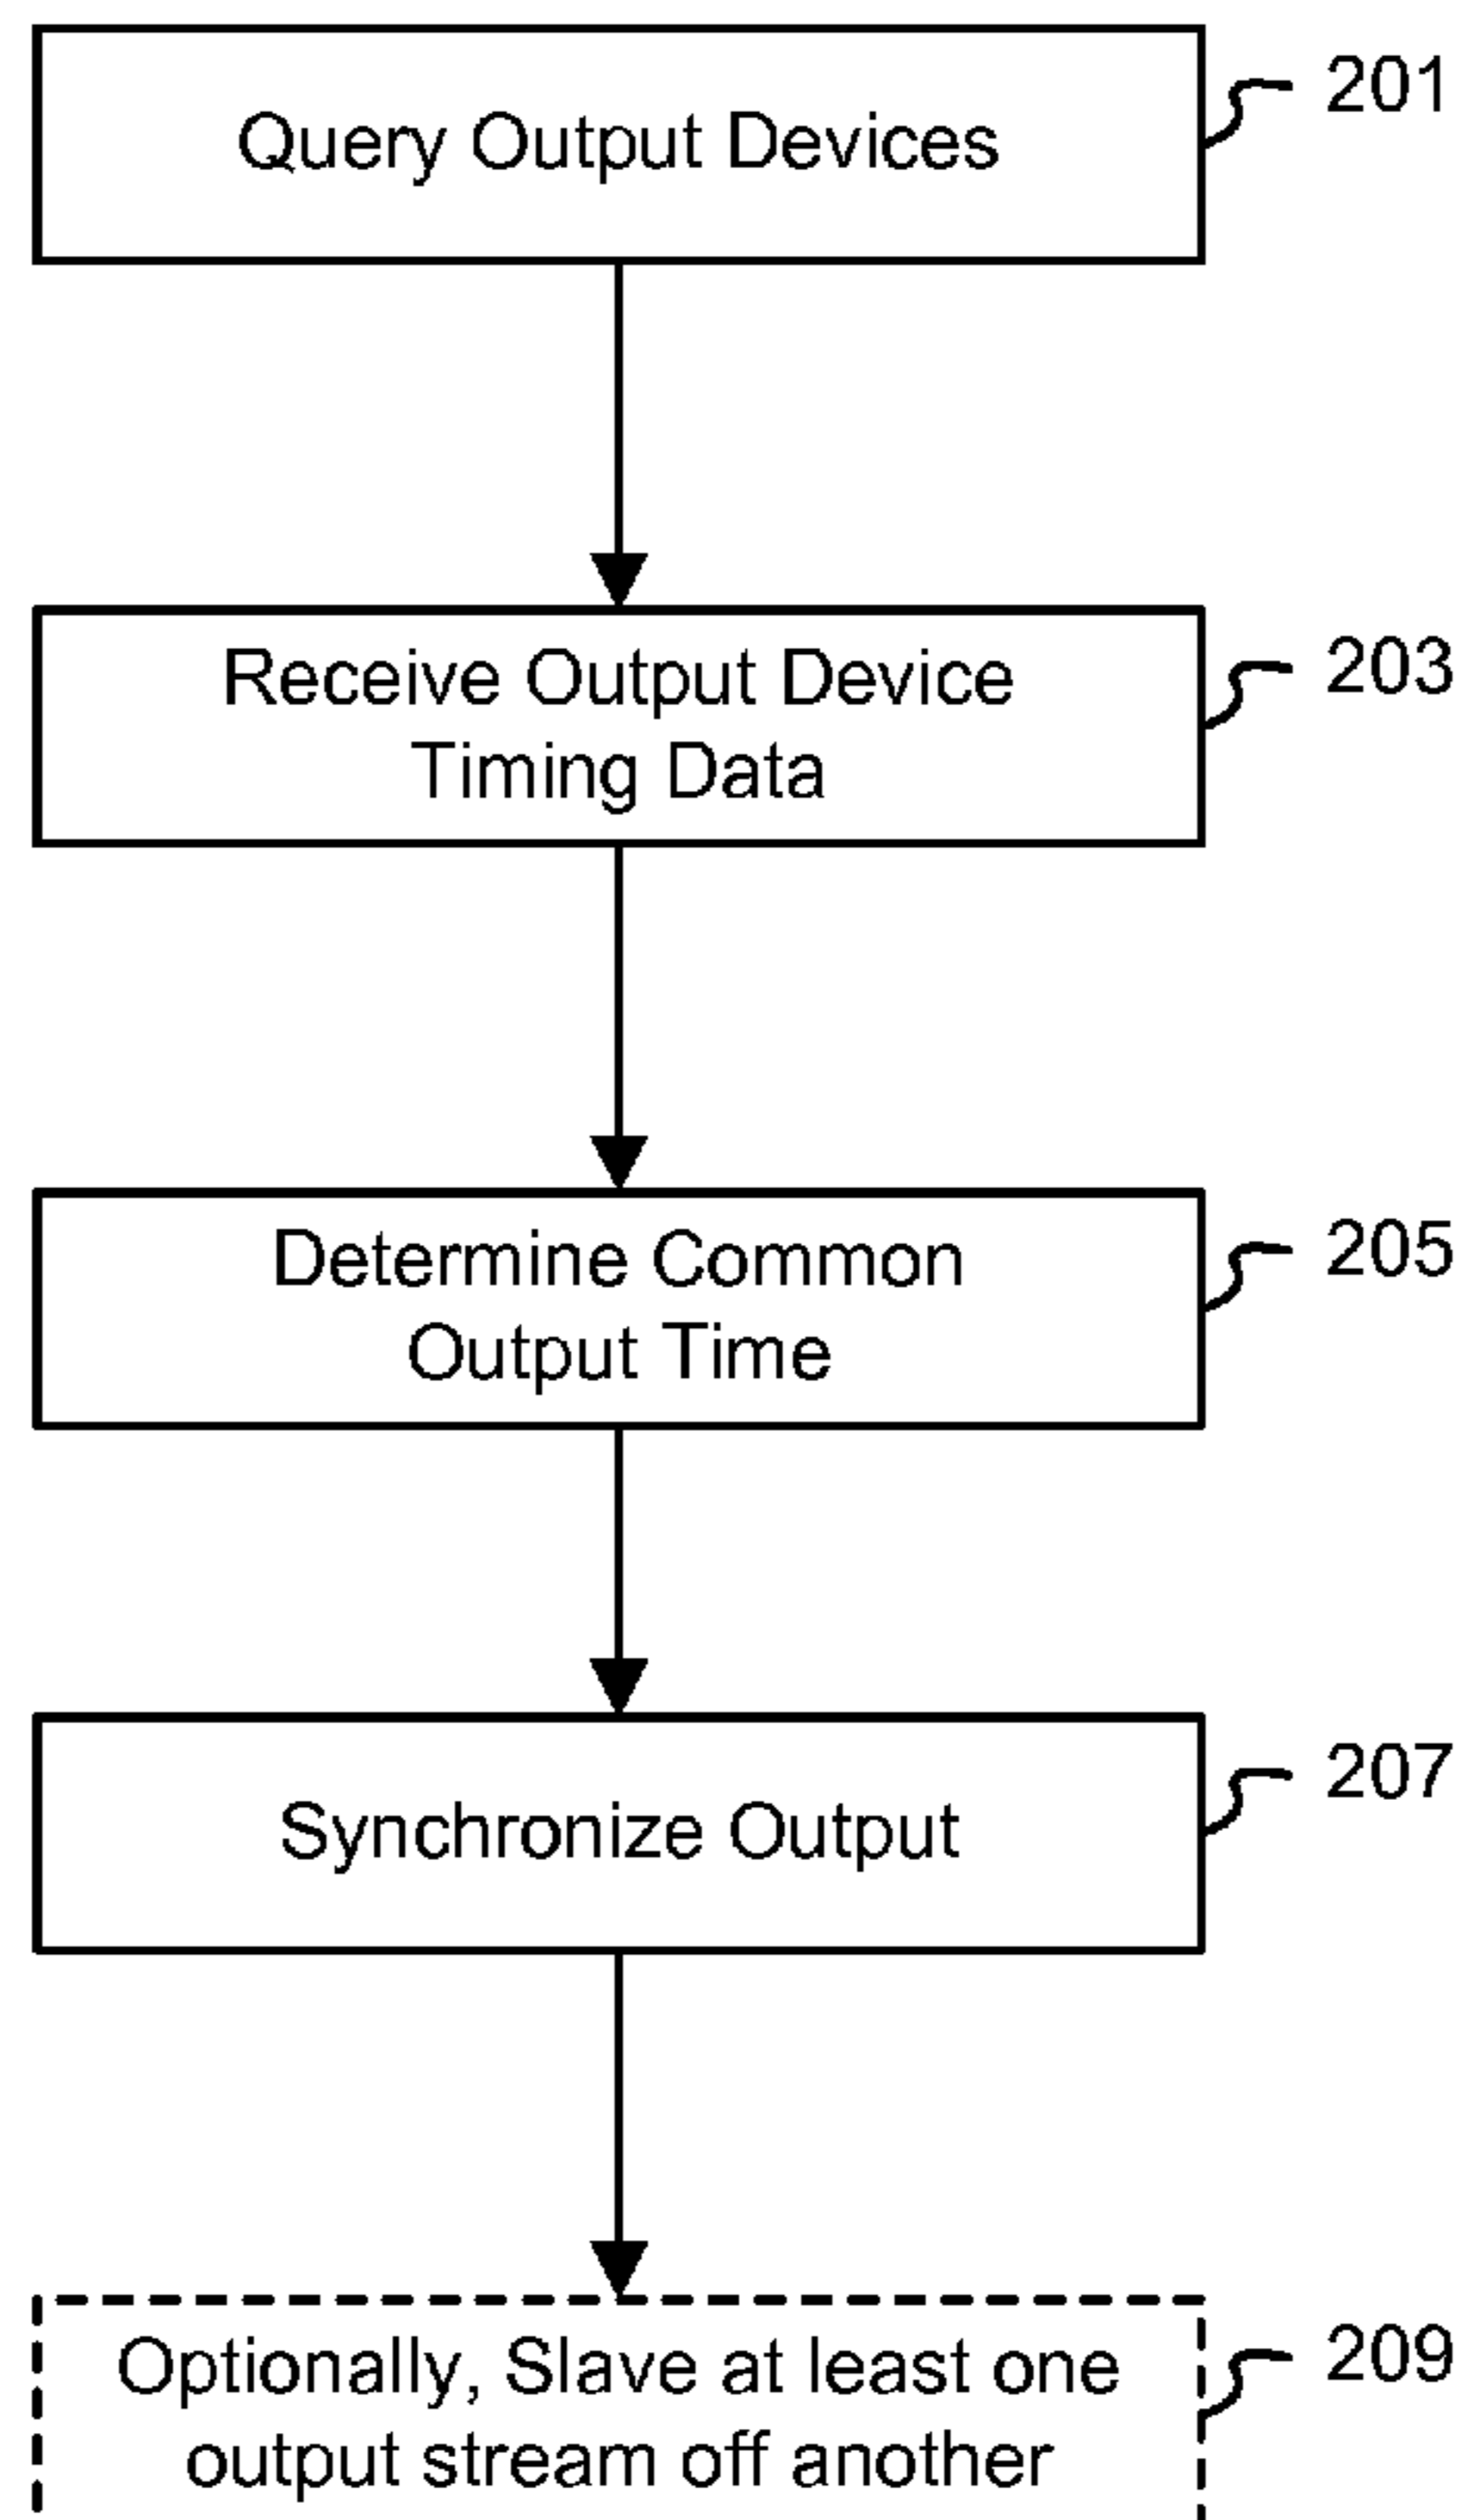 Query Output Devices
201
Receive Output Device
Timing Data
203
Determine Common
Output Time
205
Synchronize Output
207
Optionally, Slave at least one
output stream off another
209